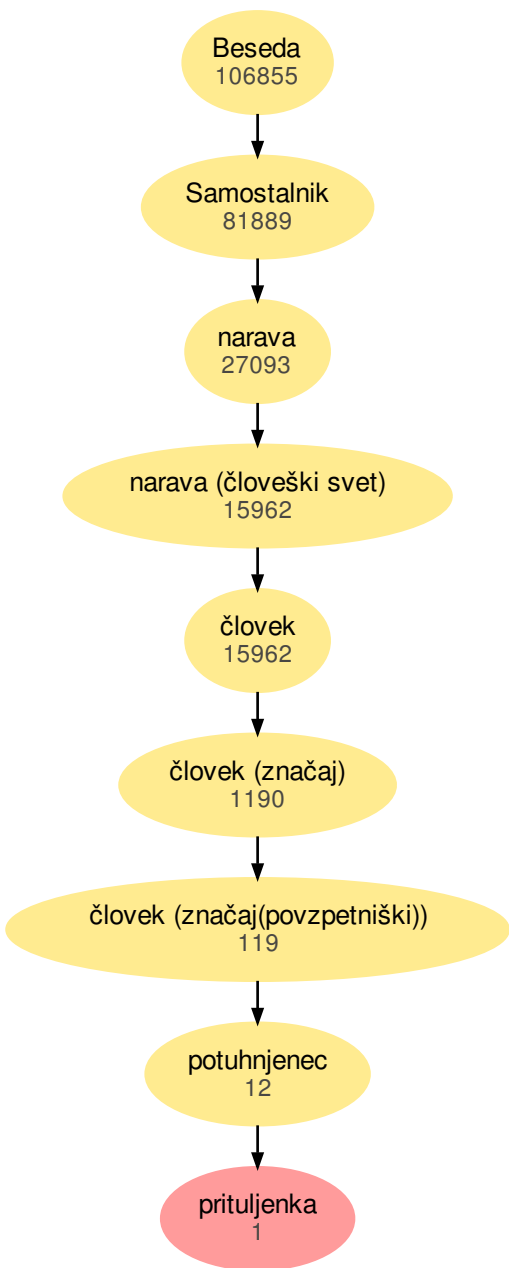 Beseda
106855
Samostalnik
81889
narava
27093
narava (človeški svet)
15962
človek
15962
človek (značaj)
1190
človek (značaj(povzpetniški))
119
potuhnjenec
12
prituljenka
1